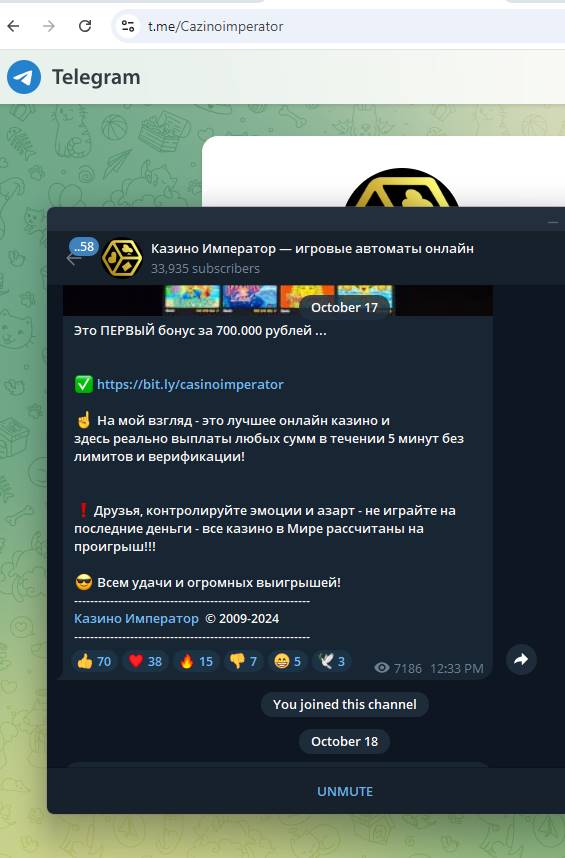 t.me/Cazinoimperator
Telegram
..58
Казино Император — игровые автоматы онлайн
33,935 subscribers
October 17
Это ПЕРВЫЙ бонус за 700.000 рублей ...
✅ https://bit.ly/casinoimperator
☝️ На мой взгляд - это лучшее онлайн казино и
здесь реально выплаты любых сумм в течении 5 минут без
лимитов и верификации!
❗ Друзья, контролируйте эмоции и азарт - не играйте на
последние деньги - все казино в Мире рассчитаны на
проигрыш!!!
😎 Всем удачи и огромных выигрышей!
-----------------------------------------------------------
Казино Император © 2009-2024
-----------------------------------------------------------
👍 70 ❤️ 38 🔥 15 👎 7 😁 5 🕊 3
7186 12:33 PM
You joined this channel
October 18
UNMUTE